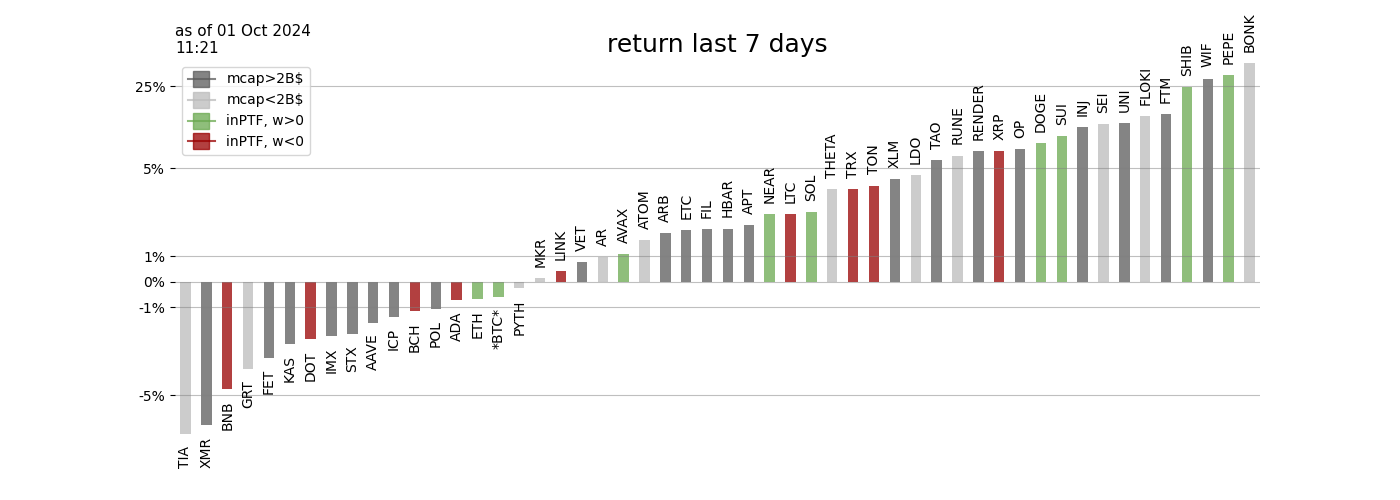 as of 01 Oct 2024
11:21
return last 7 days
mcap>2B$
mcap<2B$
inPTF, w>0
inPTF, w<0
25%
5%
1%
0%
-1%
-5%
TIA
XMR
BNB
GRT
FET
KAS
DOT
IMX
STX
AAVE
ICP
BCH
POL
ADA
ETH
*BTC*
PYTH
MKR
LINK
VET
AR
AVAX
ATOM
ARB
ETC
FIL
HBAR
APT
NEAR
LTC
SOL
THETA
TRX
TON
XLM
LDO
TAO
RUNE
RENDER
XRP
OP
DOGE
SUI
INJ
SEI
UNI
FLOKI
FTM
SHIB
WIF
PEPE
BONK